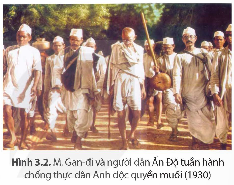 Hình 3.2. M. Gan-đi và người dân Ấn Độ tuần hành
chống thực dân Anh độc quyền muối (1930)